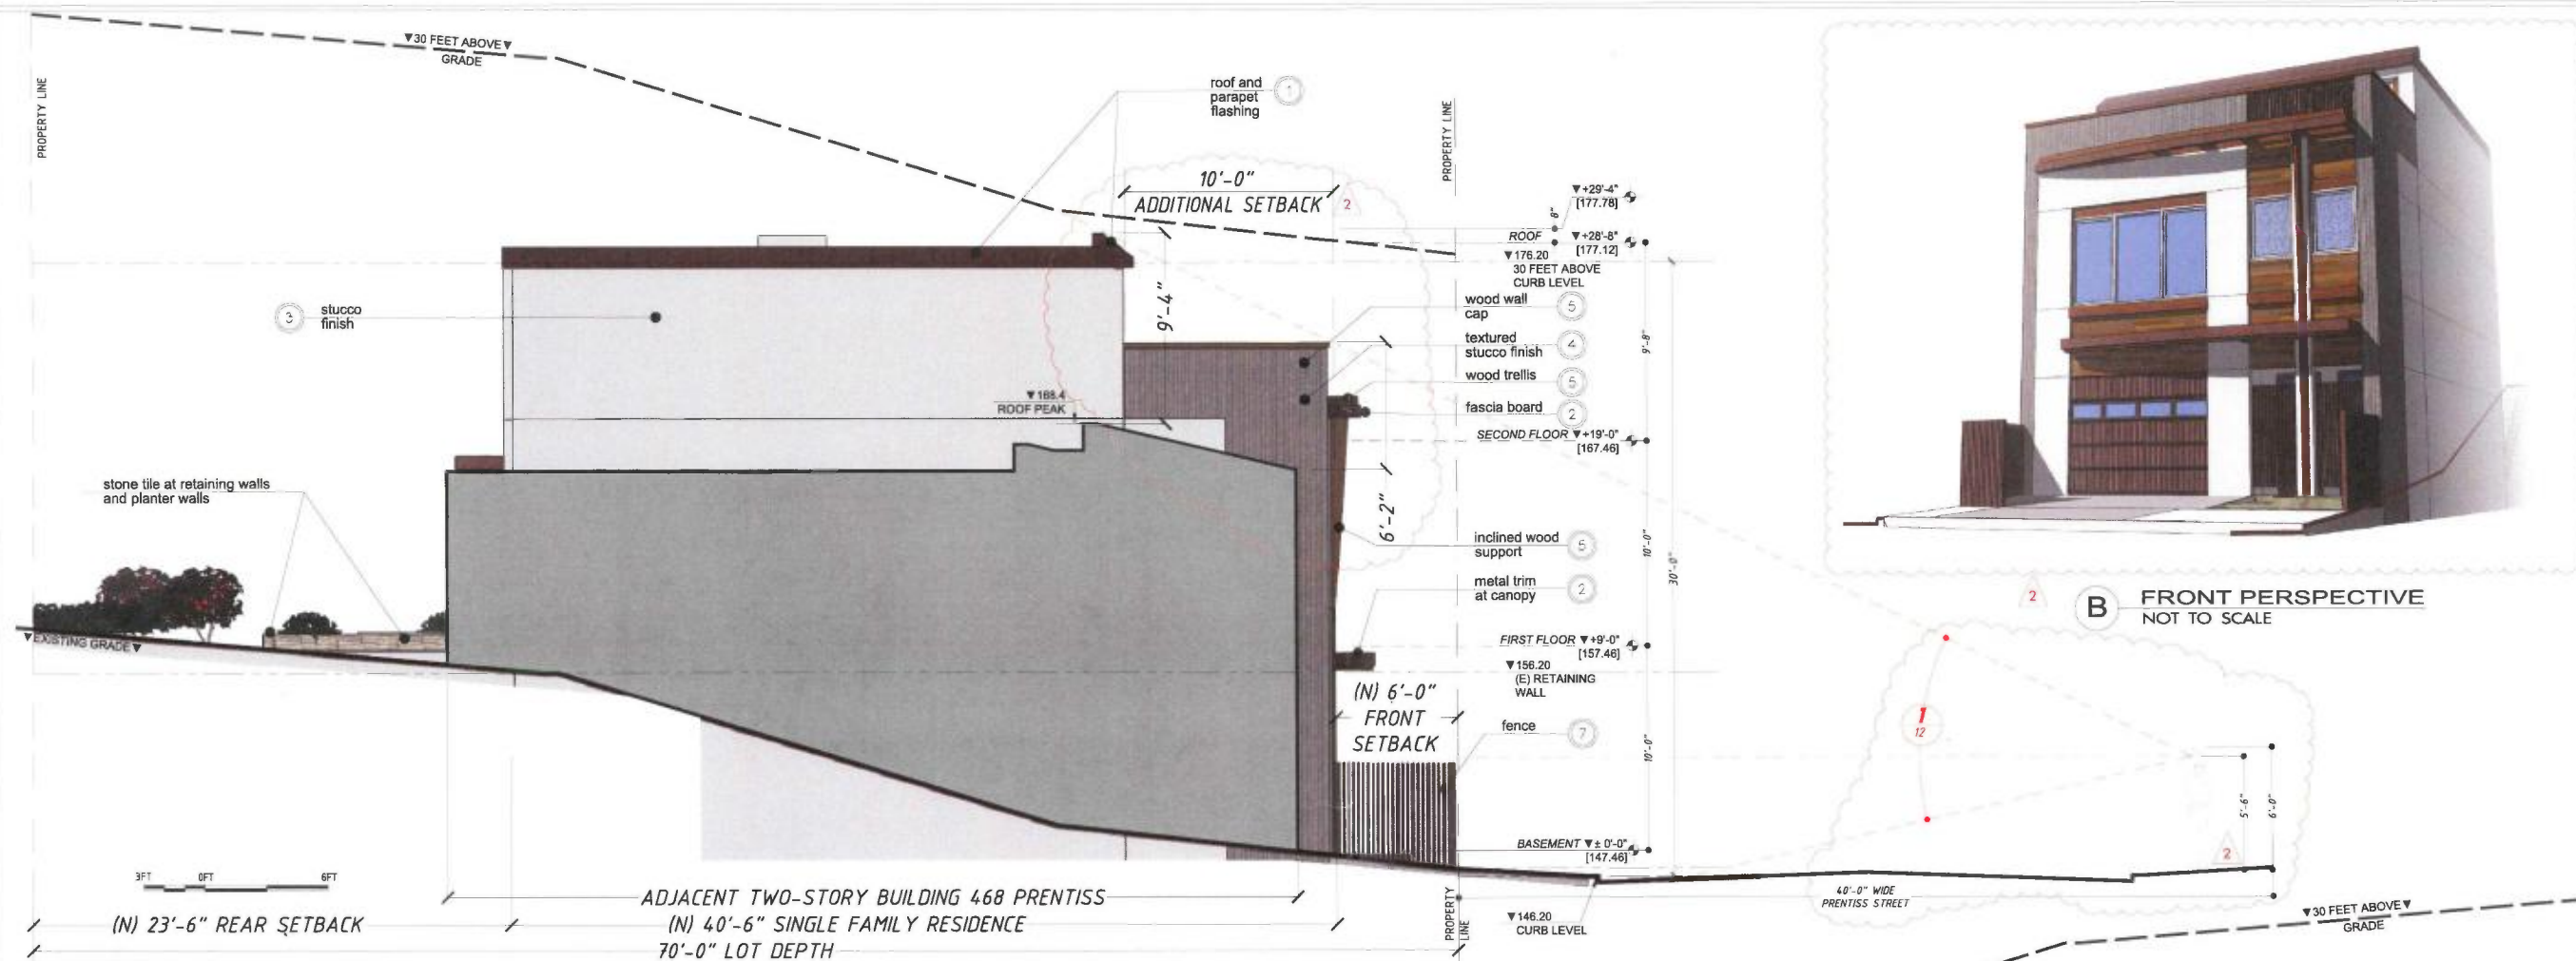 ▼30 FEET ABOVE▼
GRADE
PROPERTY LINE
roof and
parapet
flashing
1
PROPERTY LINE
10'-0"
ADDITIONAL SETBACK
2
▼+29'-4"
[177.78]
8"
ROOF ▼+28'-8"
[177.12]
▼176.20
30 FEET ABOVE
CURB LEVEL
3
stucco
finish
9'-4"
wood wall
cap
5
textured
stucco finish
4
wood trellis
5
fascia board
2
9'-8"
▼168.4
ROOF PEAK
SECOND FLOOR ▼+19'-0"
[167.46]
stone tile at retaining walls
and planter walls
6'-2"
inclined wood
support
10'-0"
30'-0"
metal trim
at canopy
2
▼EXISTING GRADE▼
FIRST FLOOR ▼+9'-0"
[157.46]
▼156.20
(E) RETAINING
WALL
(N) 6'-0"
FRONT
SETBACK
fence
7
10'-0"
BASEMENT ▼± 0'-0"
[147.46]
2
B
FRONT PERSPECTIVE
NOT TO SCALE
1
12
5'-6"
6'-0"
2
40'-0" WIDE
PRENTISS STREET
3FT 0FT 6FT
ADJACENT TWO-STORY BUILDING 468 PRENTISS
(N) 23'-6" REAR SETBACK
(N) 40'-6" SINGLE FAMILY RESIDENCE
70'-0" LOT DEPTH
PROPERTY
LINE
▼146.20
CURB LEVEL
▼30 FEET ABOVE▼
GRADE